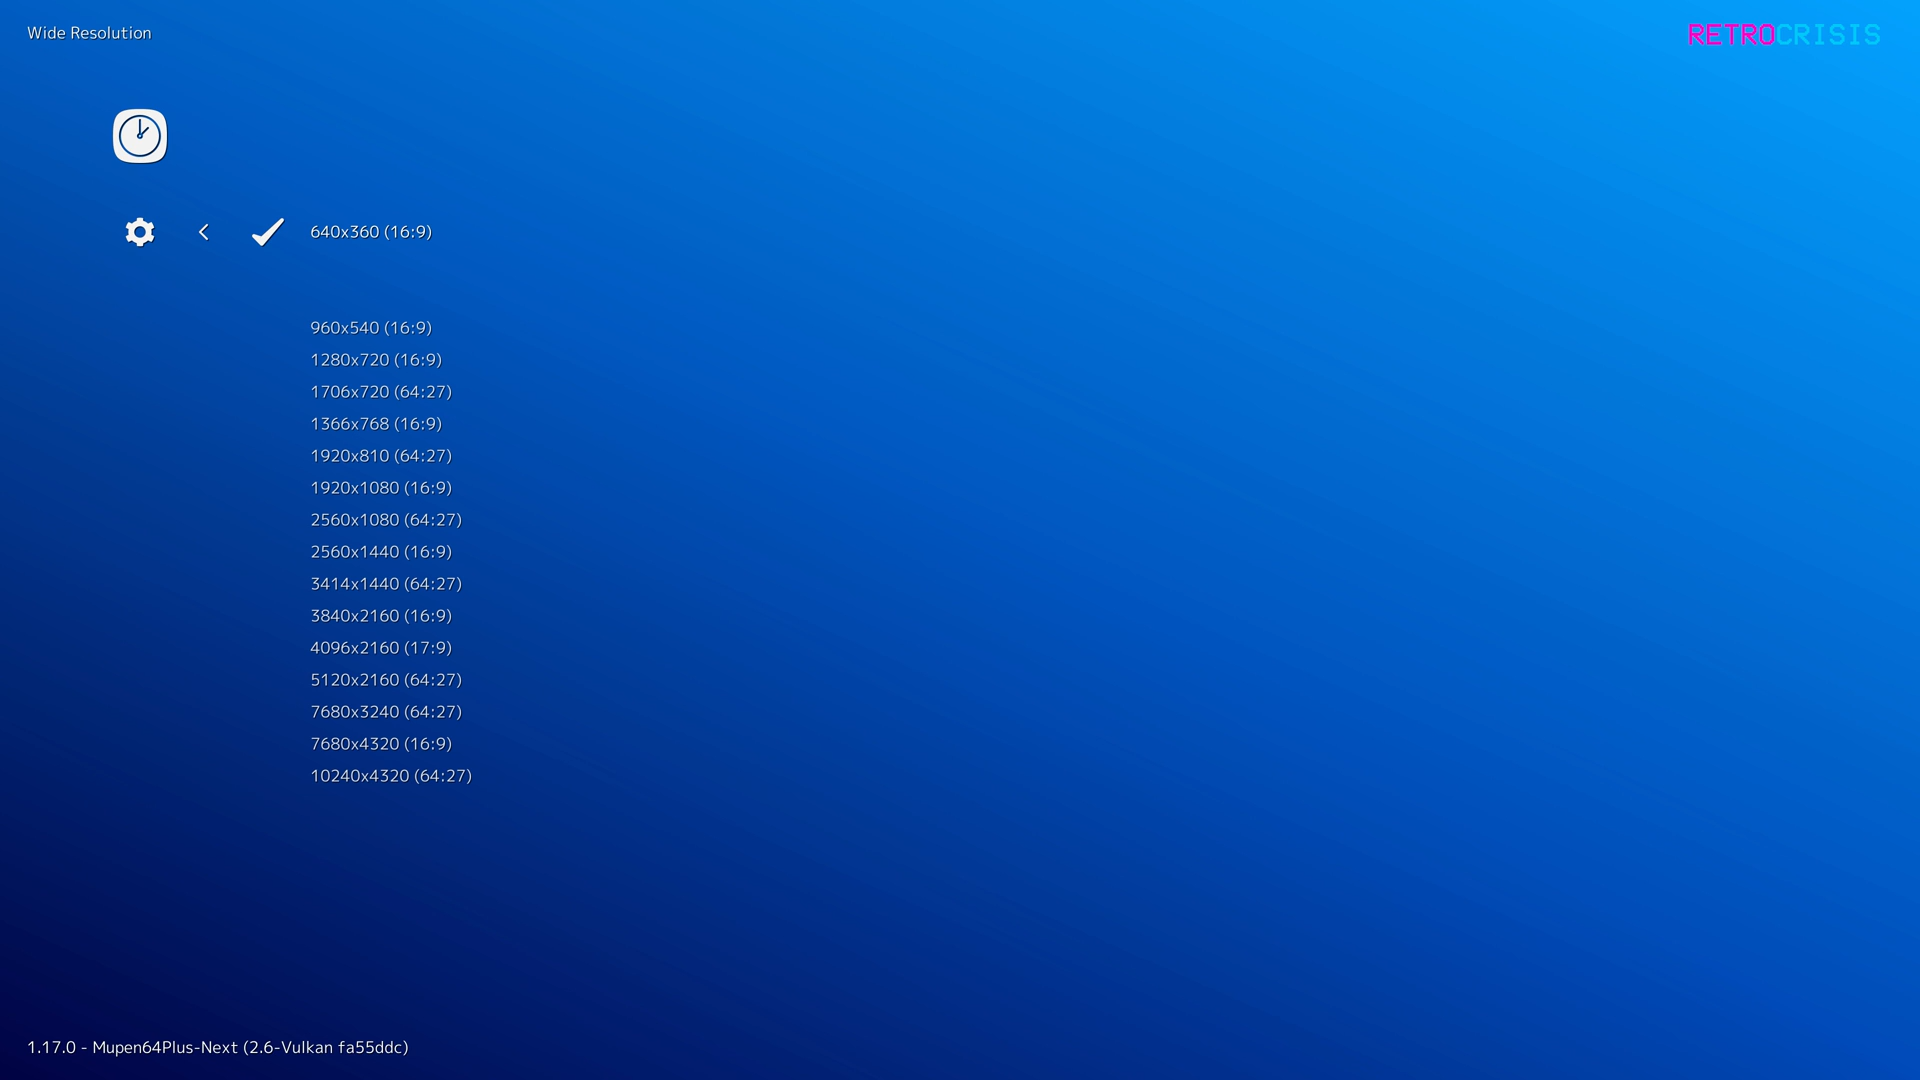 Wide Resolution
RETROCRISIS
640x360 (16:9)
960x540 (16:9)
1280x720 (16:9)
1706x720 (64:27)
1366x768 (16:9)
1920x810 (64:27)
1920x1080 (16:9)
2560x1080 (64:27)
2560x1440 (16:9)
3414x1440 (64:27)
3840x2160 (16:9)
4096x2160 (17:9)
5120x2160 (64:27)
7680x3240 (64:27)
7680x4320 (16:9)
10240x4320 (64:27)
1.17.0 - Mupen64Plus-Next (2.6-Vulkan fa55ddc)